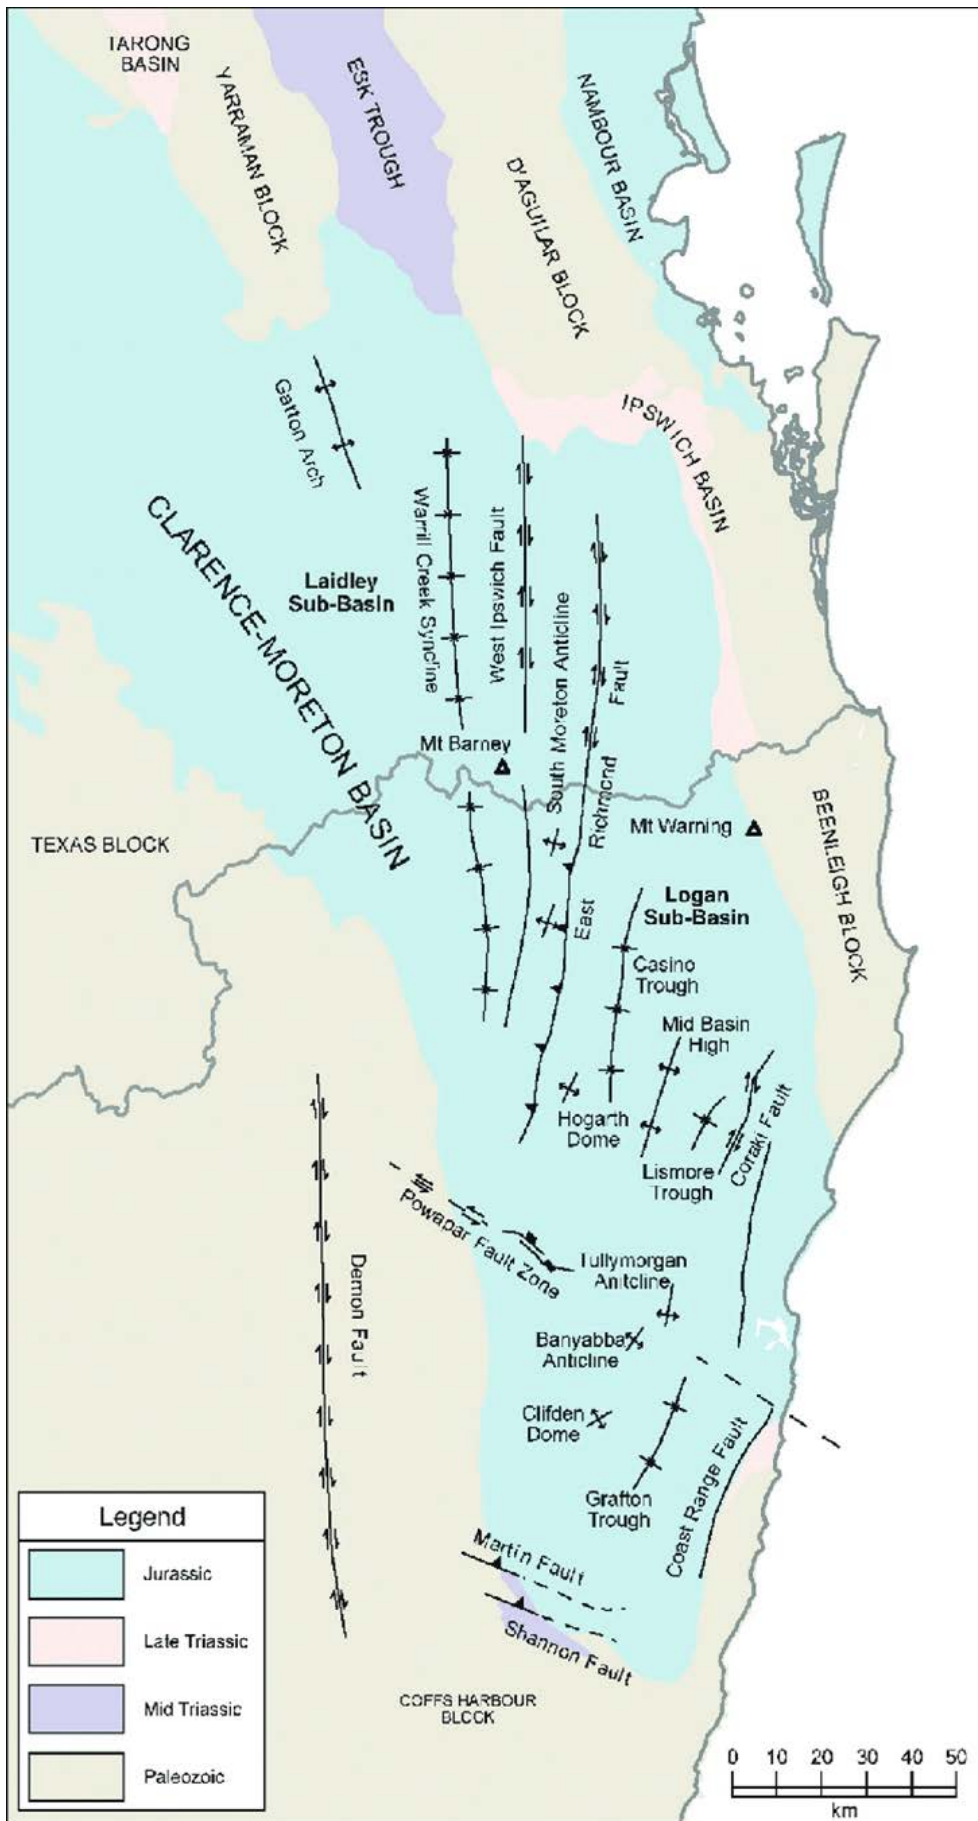 TARONG
BASIN
YARRAMAN BLOCK
ESK TROUGH
D'AGUILAR BLOCK
NAMBOUR BASIN
IPSWICH BASIN
Gatton Arch
CLARENCE-MORETON BASIN
Laidley
Sub-Basin
Warrill Creek Syncline
West Ipswich Fault
South Moreton Anticline
East Richmond Fault
Mt Barney
Mt Warning
TEXAS BLOCK
BEENLEIGH BLOCK
Logan
Sub-Basin
Casino
Trough
Mid Basin
High
Hogarth
Dome
Lismore
Trough
Coraki Fault
Powapar Fault Zone
Demon Fault
Tullymorgan
Anitcline
Banyabba
Anticline
Clifden
Dome
Grafton
Trough
Coast Range Fault
Martin Fault
Shannon Fault
COFFS HARBOUR
BLOCK
Legend
Jurassic
Late Triassic
Mid Triassic
Paleozoic
0 10 20 30 40 50
km